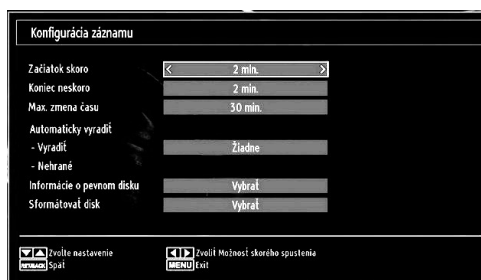 Konfigurácia záznamu
Začiatok skoro < 2 min. >
Koniec neskoro 2 min.
Max. zmena času 30 min.
Automaticky vyradiť
- Vyradiť Žiadne
- Nehrané
Informácie o pevnom disku Vybrať
Sformátovať disk Vybrať
Zvoľte nastavenie Zvoliť Možnosť skorého spustenia
Späť MENU Exit